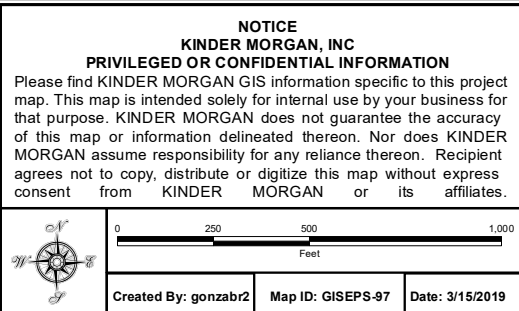 NOTICE
KINDER MORGAN, INC
PRIVILEGED OR CONFIDENTIAL INFORMATION
Please find KINDER MORGAN GIS information specific to this project
map. This map is intended solely for internal use by your business for
that purpose. KINDER MORGAN does not guarantee the accuracy
of this map or information delineated thereon. Nor does KINDER
MORGAN assume responsibility for any reliance thereon. Recipient
agrees not to copy, distribute or digitize this map without express
consent from KINDER MORGAN or its affiliates.
N
W E
S
0 250 500 1,000
Feet
Created By: gonzabr2 Map ID: GISEPS-97 Date: 3/15/2019